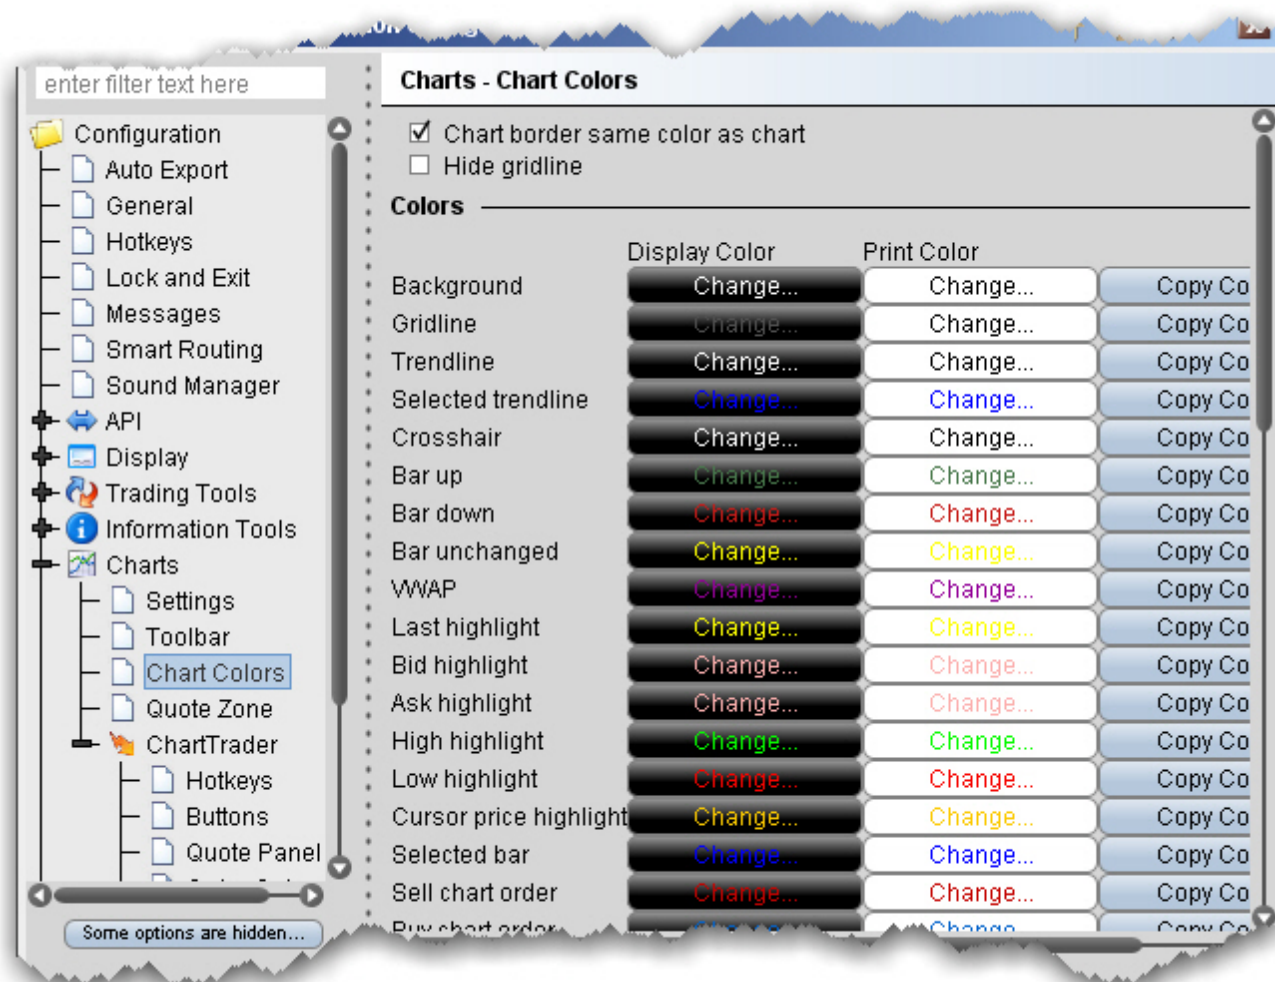 enter filter text here
Configuration
Auto Export
General
Hotkeys
Lock and Exit
Messages
Smart Routing
Sound Manager
API
Display
Trading Tools
Information Tools
Charts
Settings
Toolbar
Chart Colors
Quote Zone
ChartTrader
Hotkeys
Buttons
Quote Panel
Some options are hidden...
Charts - Chart Colors
Chart border same color as chart
Hide gridline
Colors
Display Color Print Color
Background Change... Change... Copy Co
Gridline Change... Change... Copy Co
Trendline Change... Change... Copy Co
Selected trendline Change... Change... Copy Co
Crosshair Change... Change... Copy Co
Bar up Change... Change... Copy Co
Bar down Change... Change... Copy Co
Bar unchanged Change... Change... Copy Co
VWAP Change... Change... Copy Co
Last highlight Change... Change... Copy Co
Bid highlight Change... Change... Copy Co
Ask highlight Change... Change... Copy Co
High highlight Change... Change... Copy Co
Low highlight Change... Change... Copy Co
Cursor price highlight Change... Change... Copy Co
Selected bar Change... Change... Copy Co
Sell chart order Change... Change... Copy Co
Buy chart order Change Change Copy Co